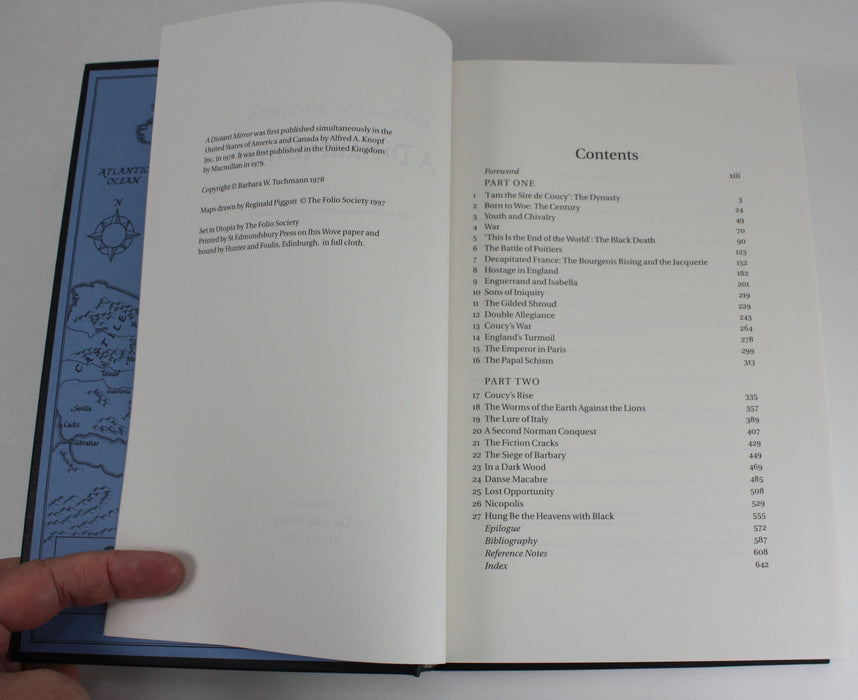 ATLANTIC
OCEAN
N
CASTILE
Toledo
Guadiana
Seville
Cadiz
Gibraltar
A Distant Mirror was first published simultaneously in the
United States of America and Canada by Alfred A. Knopf
Inc. in 1978. It was first published in the United Kingdom
by Macmillan in 1979.
Copyright © Barbara W. Tuchmann 1978
Maps drawn by Reginald Piggott © The Folio Society 1997
Set in Utopia by The Folio Society
Printed by St Edmundsbury Press on Ibis Wove paper and
bound by Hunter and Foulis, Edinburgh. in full cloth.
Contents
Foreword xiii
PART ONE
1 'I am the Sire de Coucy': The Dynasty 3
2 Born to Woe: The Century 24
3 Youth and Chivalry 49
4 War 70
5 'This Is the End of the World': The Black Death 90
6 The Battle of Poitiers 123
7 Decapitated France: The Bourgeois Rising and the Jacquerie 152
8 Hostage in England 182
9 Enguerrand and Isabella 201
10 Sons of Iniquity 219
11 The Gilded Shroud 229
12 Double Allegiance 243
13 Coucy's War 264
14 England's Turmoil 278
15 The Emperor in Paris 299
16 The Papal Schism 313
PART TWO
17 Coucy's Rise 335
18 The Worms of the Earth Against the Lions 357
19 The Lure of Italy 389
20 A Second Norman Conquest 407
21 The Fiction Cracks 429
22 The Siege of Barbary 449
23 In a Dark Wood 469
24 Danse Macabre 485
25 Lost Opportunity 508
26 Nicopolis 529
27 Hung Be the Heavens with Black 555
Epilogue 572
Bibliography 587
Reference Notes 608
Index 642